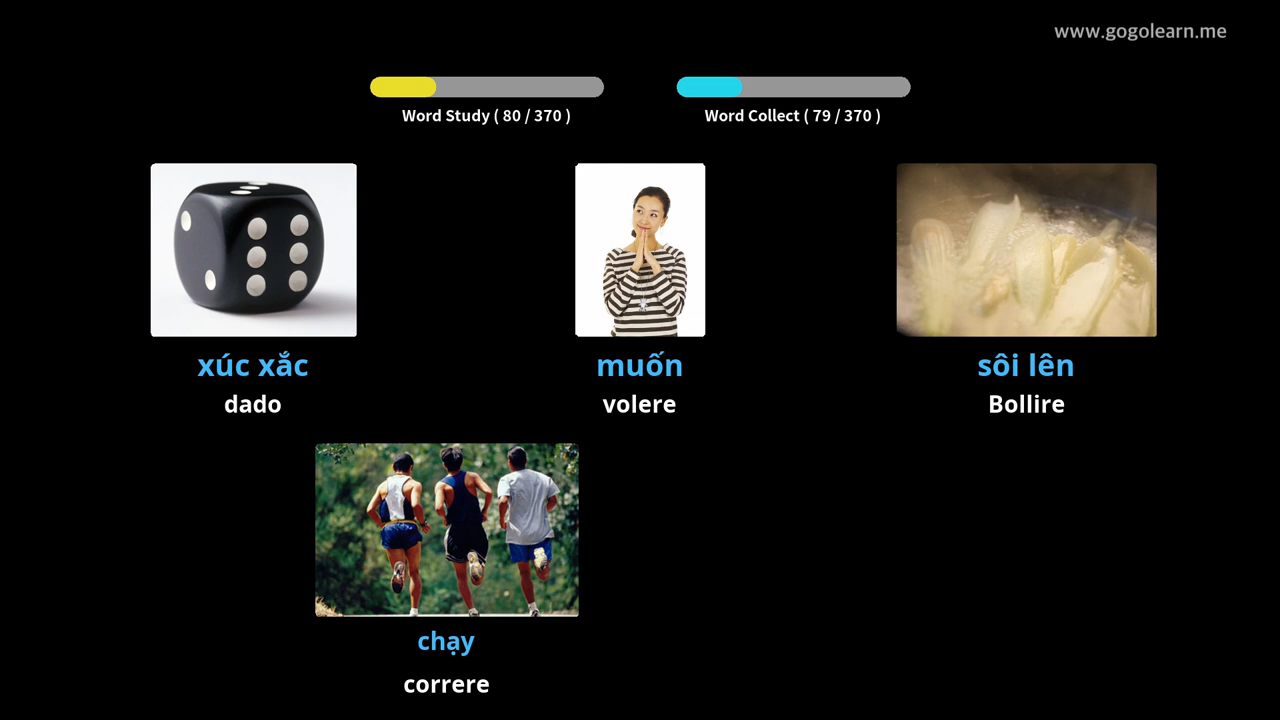 www.gogolearn.me
Word Study ( 80 / 370 )
Word Collect ( 79 / 370 )
xúc xắc
muốn
sôi lên
dado
volere
Bollire
chạy
correre